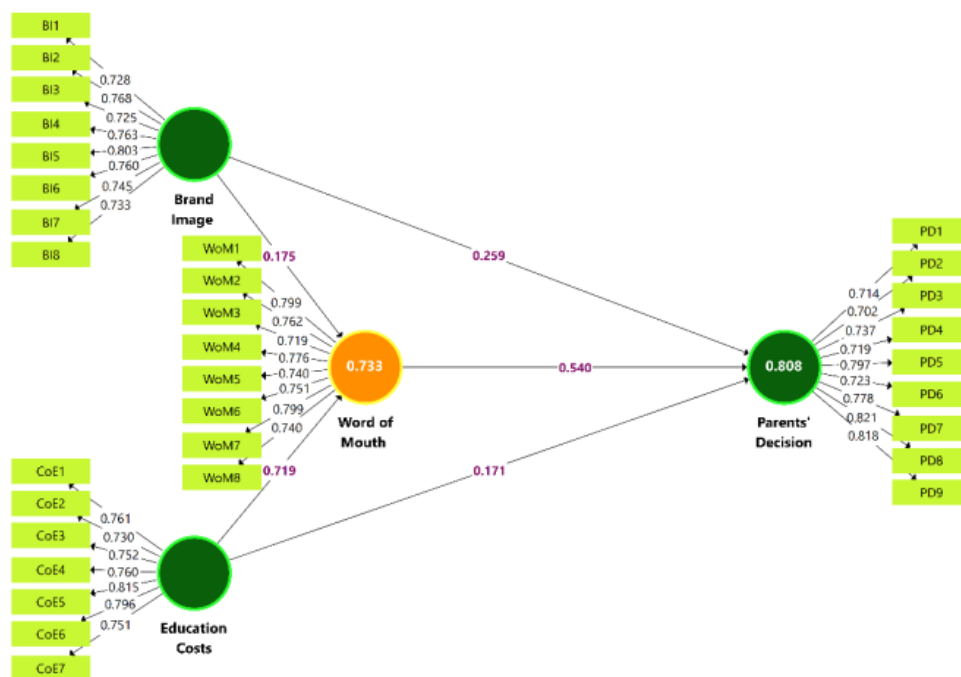 BI1
BI2
BI3
BI4
BI5
BI6
BI7
BI8
0.728
0.768
0.725
0.763
0.803
0.760
0.745
0.733
Brand
Image
0.175
0.259
WoM1
WoM2
WoM3
WoM4
WoM5
WoM6
WoM7
WoM8
0.799
0.762
0.719
0.776
0.740
0.751
0.799
0.740
0.733
Word of
Mouth
0.540
0.719
0.171
CoE1
CoE2
CoE3
CoE4
CoE5
CoE6
CoE7
0.761
0.730
0.752
0.760
0.815
0.796
0.751
Education
Costs
0.808
Parents'
Decision
0.714
0.702
0.737
0.719
0.797
0.723
0.778
0.821
0.818
PD1
PD2
PD3
PD4
PD5
PD6
PD7
PD8
PD9